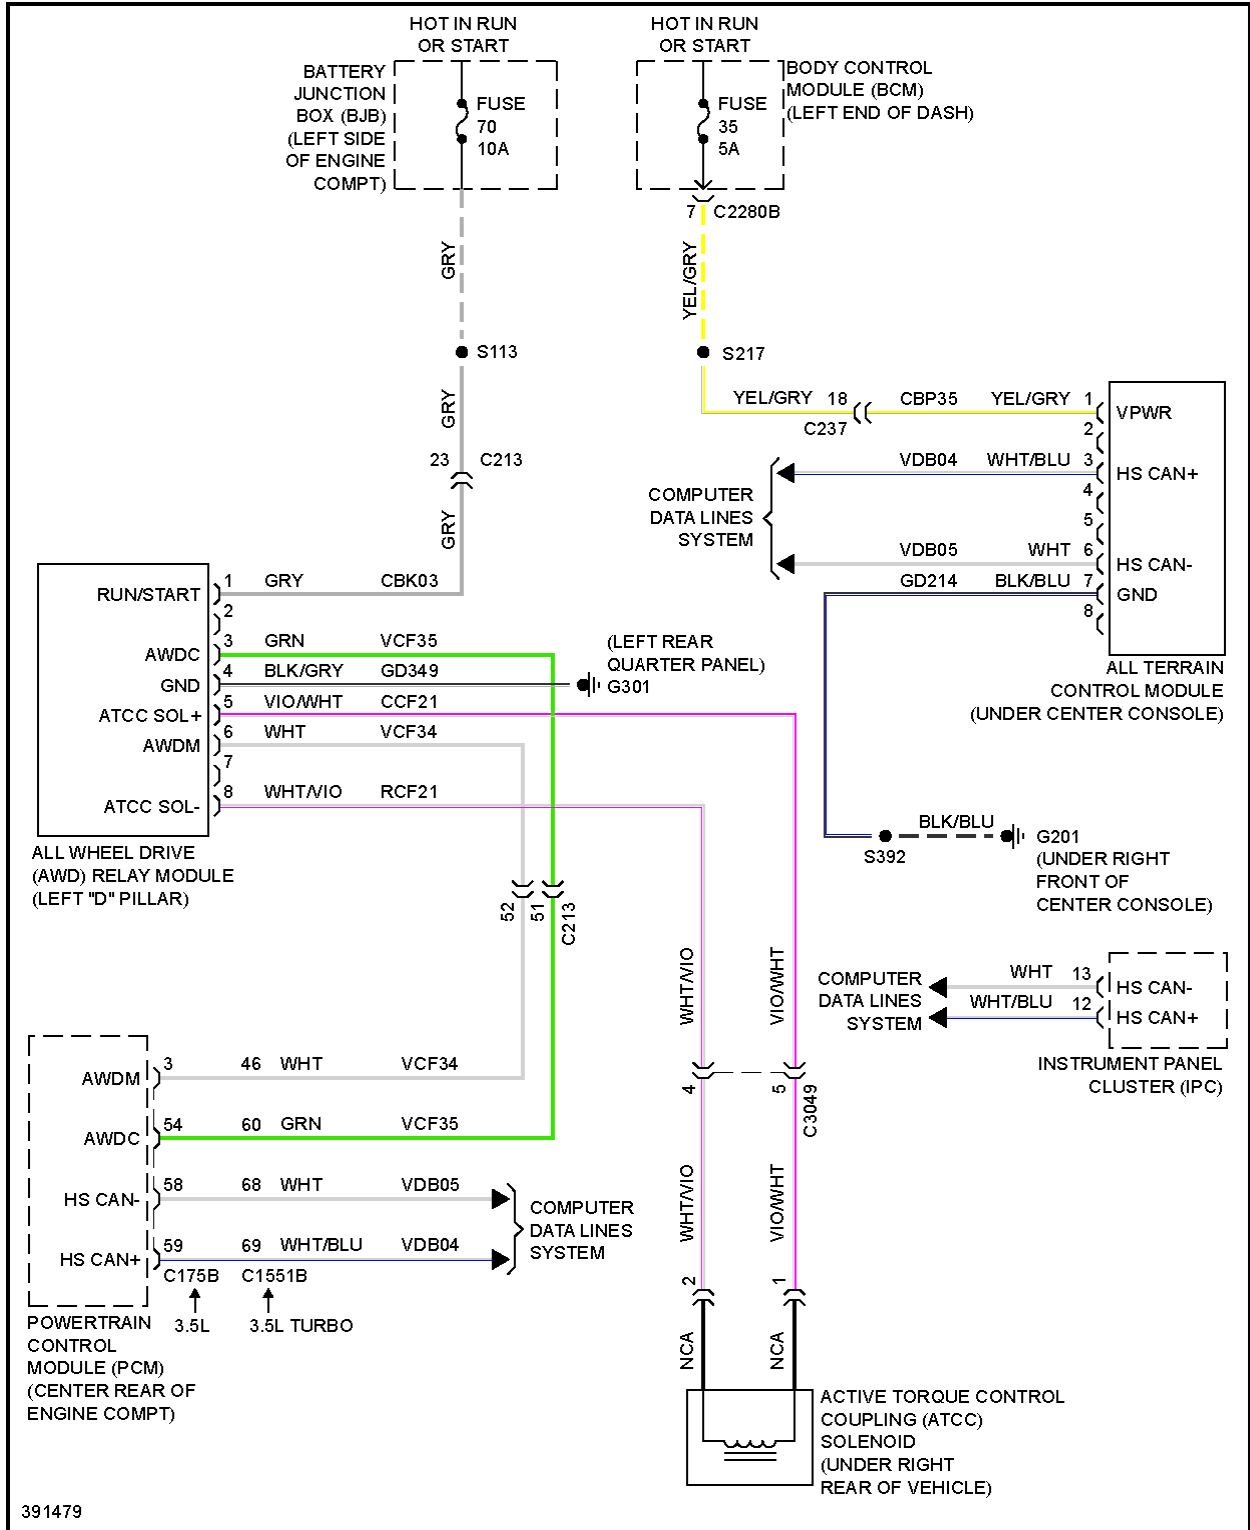 HOT IN RUN
OR START
HOT IN RUN
OR START
BATTERY
JUNCTION
BOX (BJB)
(LEFT SIDE
OF ENGINE
COMPT)
FUSE
70
10A
FUSE
35
5A
BODY CONTROL
MODULE (BCM)
(LEFT END OF DASH)
7 C2280B
GRY
YEL/GRY
S113
S217
GRY
YEL/GRY 18 CBP35 YEL/GRY 1
C237
VPWR
2
23 C213
VDB04 WHT/BLU 3
HS CAN+
4
COMPUTER
DATA LINES
SYSTEM
5
GRY
VDB05 WHT 6
HS CAN-
GD214 BLK/BLU 7
GND
8
ALL TERRAIN
CONTROL MODULE
(UNDER CENTER CONSOLE)
RUN/START
1 GRY CBK03
2
AWDC
3 GRN VCF35
GND
4 BLK/GRY GD349
(LEFT REAR
QUARTER PANEL)
G301
ATCC SOL+
5 VIO/WHT CCF21
AWDM
6 WHT VCF34
7
ATCC SOL-
8 WHT/VIO RCF21
ALL WHEEL DRIVE
(AWD) RELAY MODULE
(LEFT "D" PILLAR)
BLK/BLU
S392
G201
(UNDER RIGHT
FRONT OF
CENTER CONSOLE)
52
51
C213
WHT/VIO
VIO/WHT
COMPUTER
DATA LINES
SYSTEM
WHT 13
HS CAN-
WHT/BLU 12
HS CAN+
INSTRUMENT PANEL
CLUSTER (IPC)
4
5
C3049
AWDM
3 46 WHT VCF34
AWDC
54 60 GRN VCF35
HS CAN-
58 68 WHT VDB05
HS CAN+
59 69 WHT/BLU VDB04
COMPUTER
DATA LINES
SYSTEM
C175B C1551B
3.5L 3.5L TURBO
POWERTRAIN
CONTROL
MODULE (PCM)
(CENTER REAR OF
ENGINE COMPT)
WHT/VIO
VIO/WHT
2
1
NCA
NCA
ACTIVE TORQUE CONTROL
COUPLING (ATCC)
SOLENOID
(UNDER RIGHT
REAR OF VEHICLE)
391479